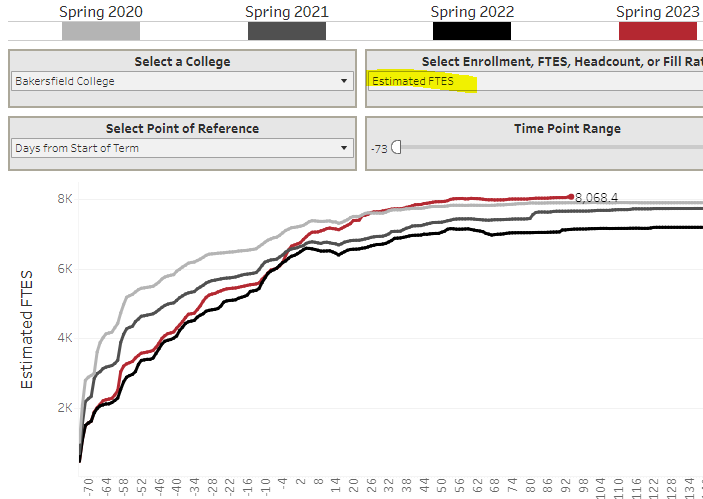 Spring 2020 Spring 2021 Spring 2022 Spring 2023
Select a College
Bakersfield College
Select Enrollment, FTES, Headcount, or Fill Rat
Estimated FTES
Select Point of Reference
Days from Start of Term
Time Point Range
-73
8K
6K
4K
2K
Estimated FTES
8,068.4
-70 -64 -58 -52 -46 -40 -34 -28 -22 -16 -10 -4 2 8 14 20 26 32 38 44 50 56 62 68 74 80 86 92 98 104 110 116 122 128 134